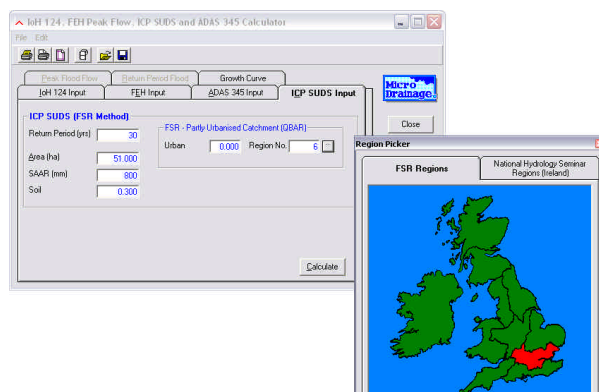 IoH 124, FEH Peak Flow, ICP SUDS and ADAS 345 Calculator
File Edit
Peak Flood Flow Return Period Flood Growth Curve
IoH 124 Input FEH Input ADAS 345 Input ICP SUDS Input
Micro
Drainage
Close
ICP SUDS (FSR Method)
Return Period (yrs) 30
Area (ha) 51.000
SAAR (mm) 800
Soil 0.300
FSR - Partly Urbanised Catchment (QBAR)
Urban 0.000 Region No. 6 ...
Calculate
Region Picker
FSR Regions
National Hydrology Seminar
Regions (Ireland)